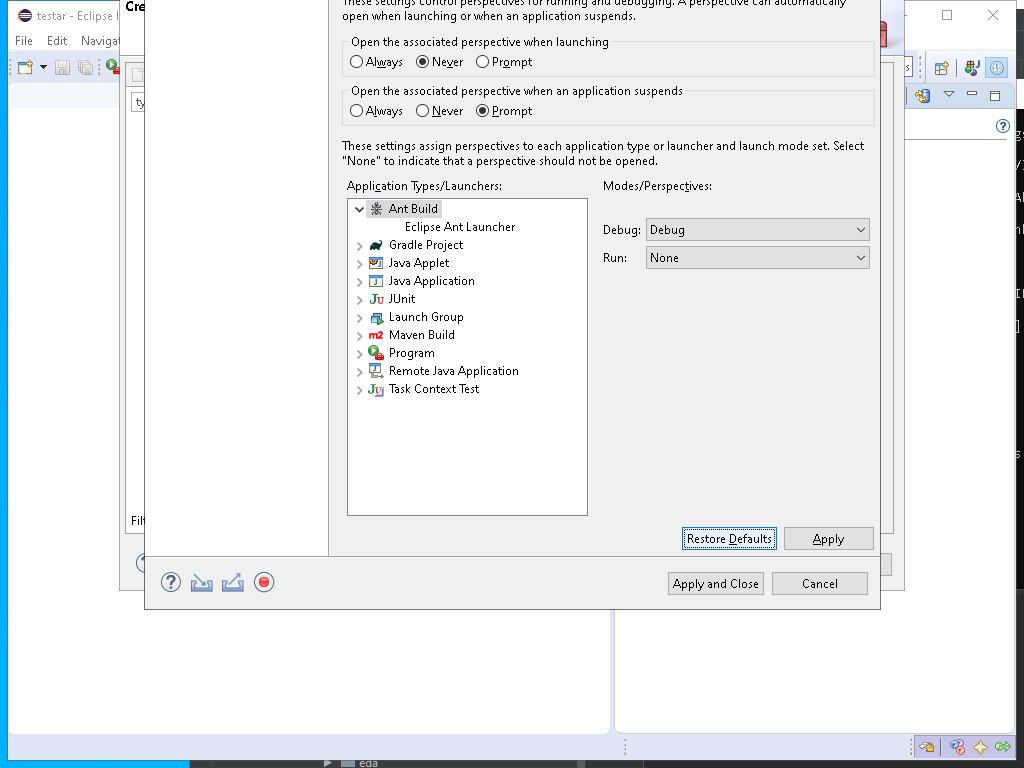 testar - Eclipse
Cre
These settings control perspectives for running and debugging. A perspective can automatically
open when launching or when an application suspends.
File Edit Navigat
Open the associated perspective when launching
Always Never Prompt
Open the associated perspective when an application suspends
Always Never Prompt
ty
These settings assign perspectives to each application type or launcher and launch mode set. Select
"None" to indicate that a perspective should not be opened.
Application Types/Launchers:
Modes/Perspectives:
Ant Build
Eclipse Ant Launcher
Gradle Project
Java Applet
Java Application
JUnit
Launch Group
Maven Build
Program
Remote Java Application
Task Context Test
Debug: Debug
Run: None
Filt
Restore Defaults Apply
Apply and Close Cancel
eda